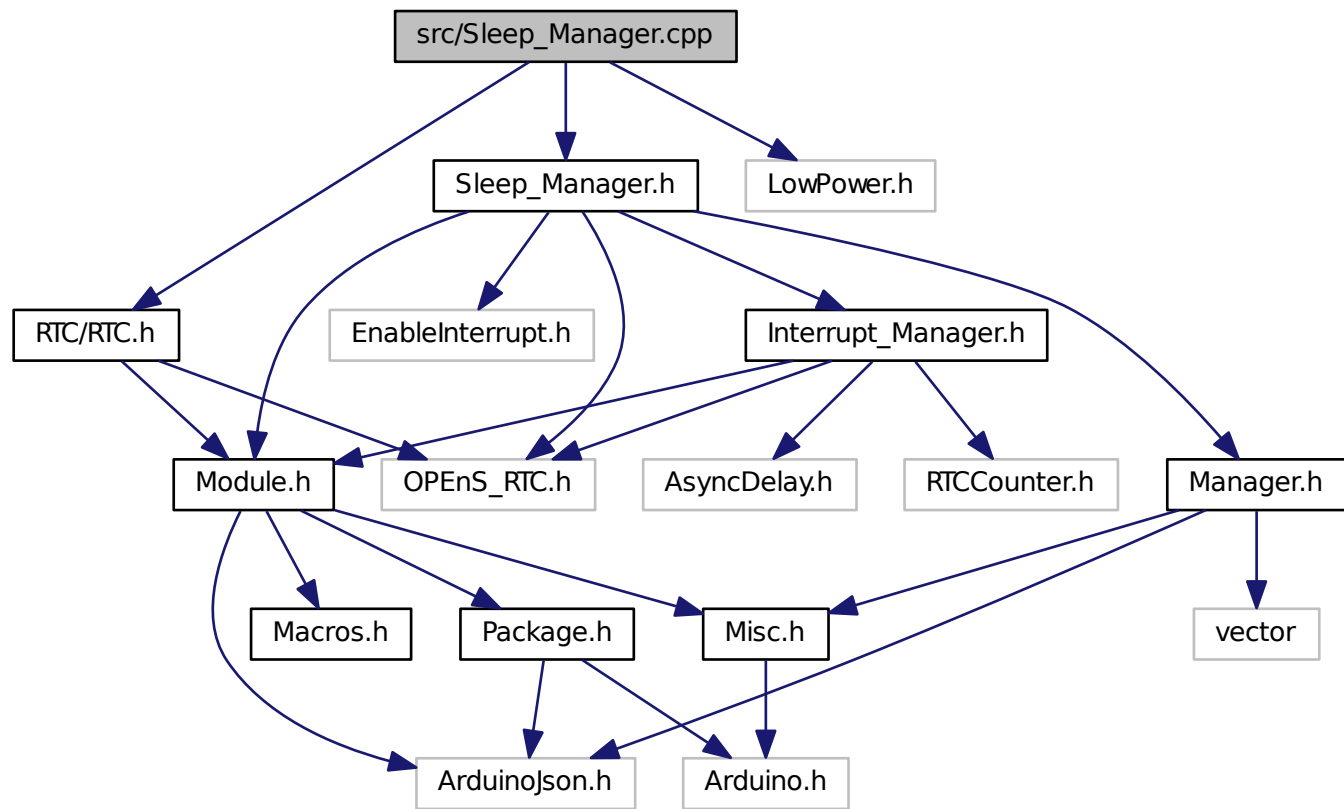 src/Sleep_Manager.cpp
Sleep_Manager.h
LowPower.h
RTC/RTC.h
EnableInterrupt.h
Interrupt_Manager.h
Module.h
OPEnS_RTC.h
AsyncDelay.h
RTCCounter.h
Manager.h
Macros.h
Package.h
Misc.h
vector
ArduinoJson.h
Arduino.h